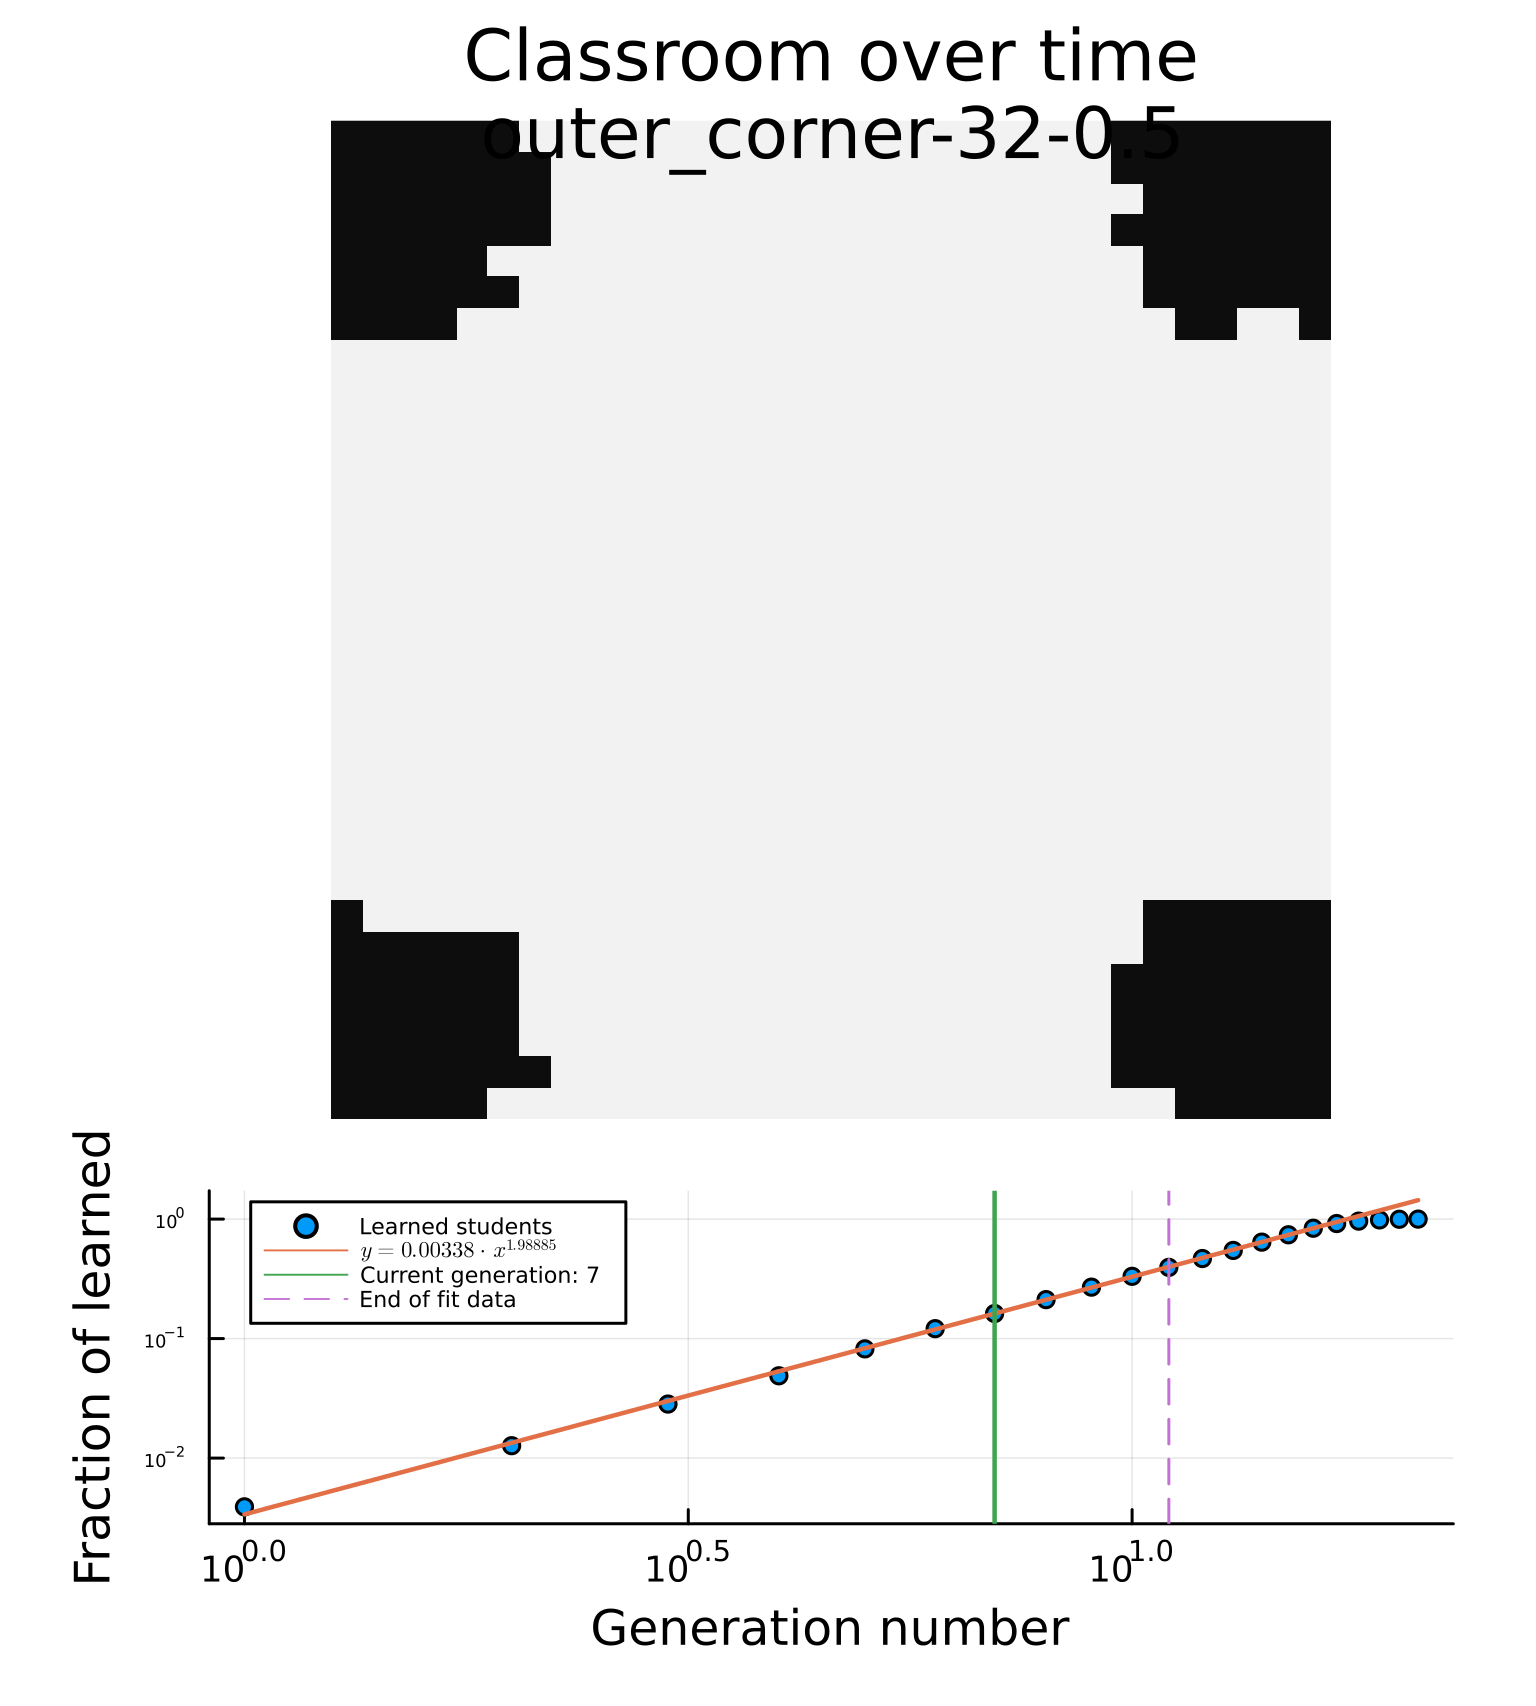 Classroom over time
outer_corner-32-0.5
Fraction of learned
10⁰
10⁻¹
10⁻²
Learned students
y = 0.00338 · x^1.98885
Current generation: 7
End of fit data
10^0.0
10^0.5
10^1.0
Generation number